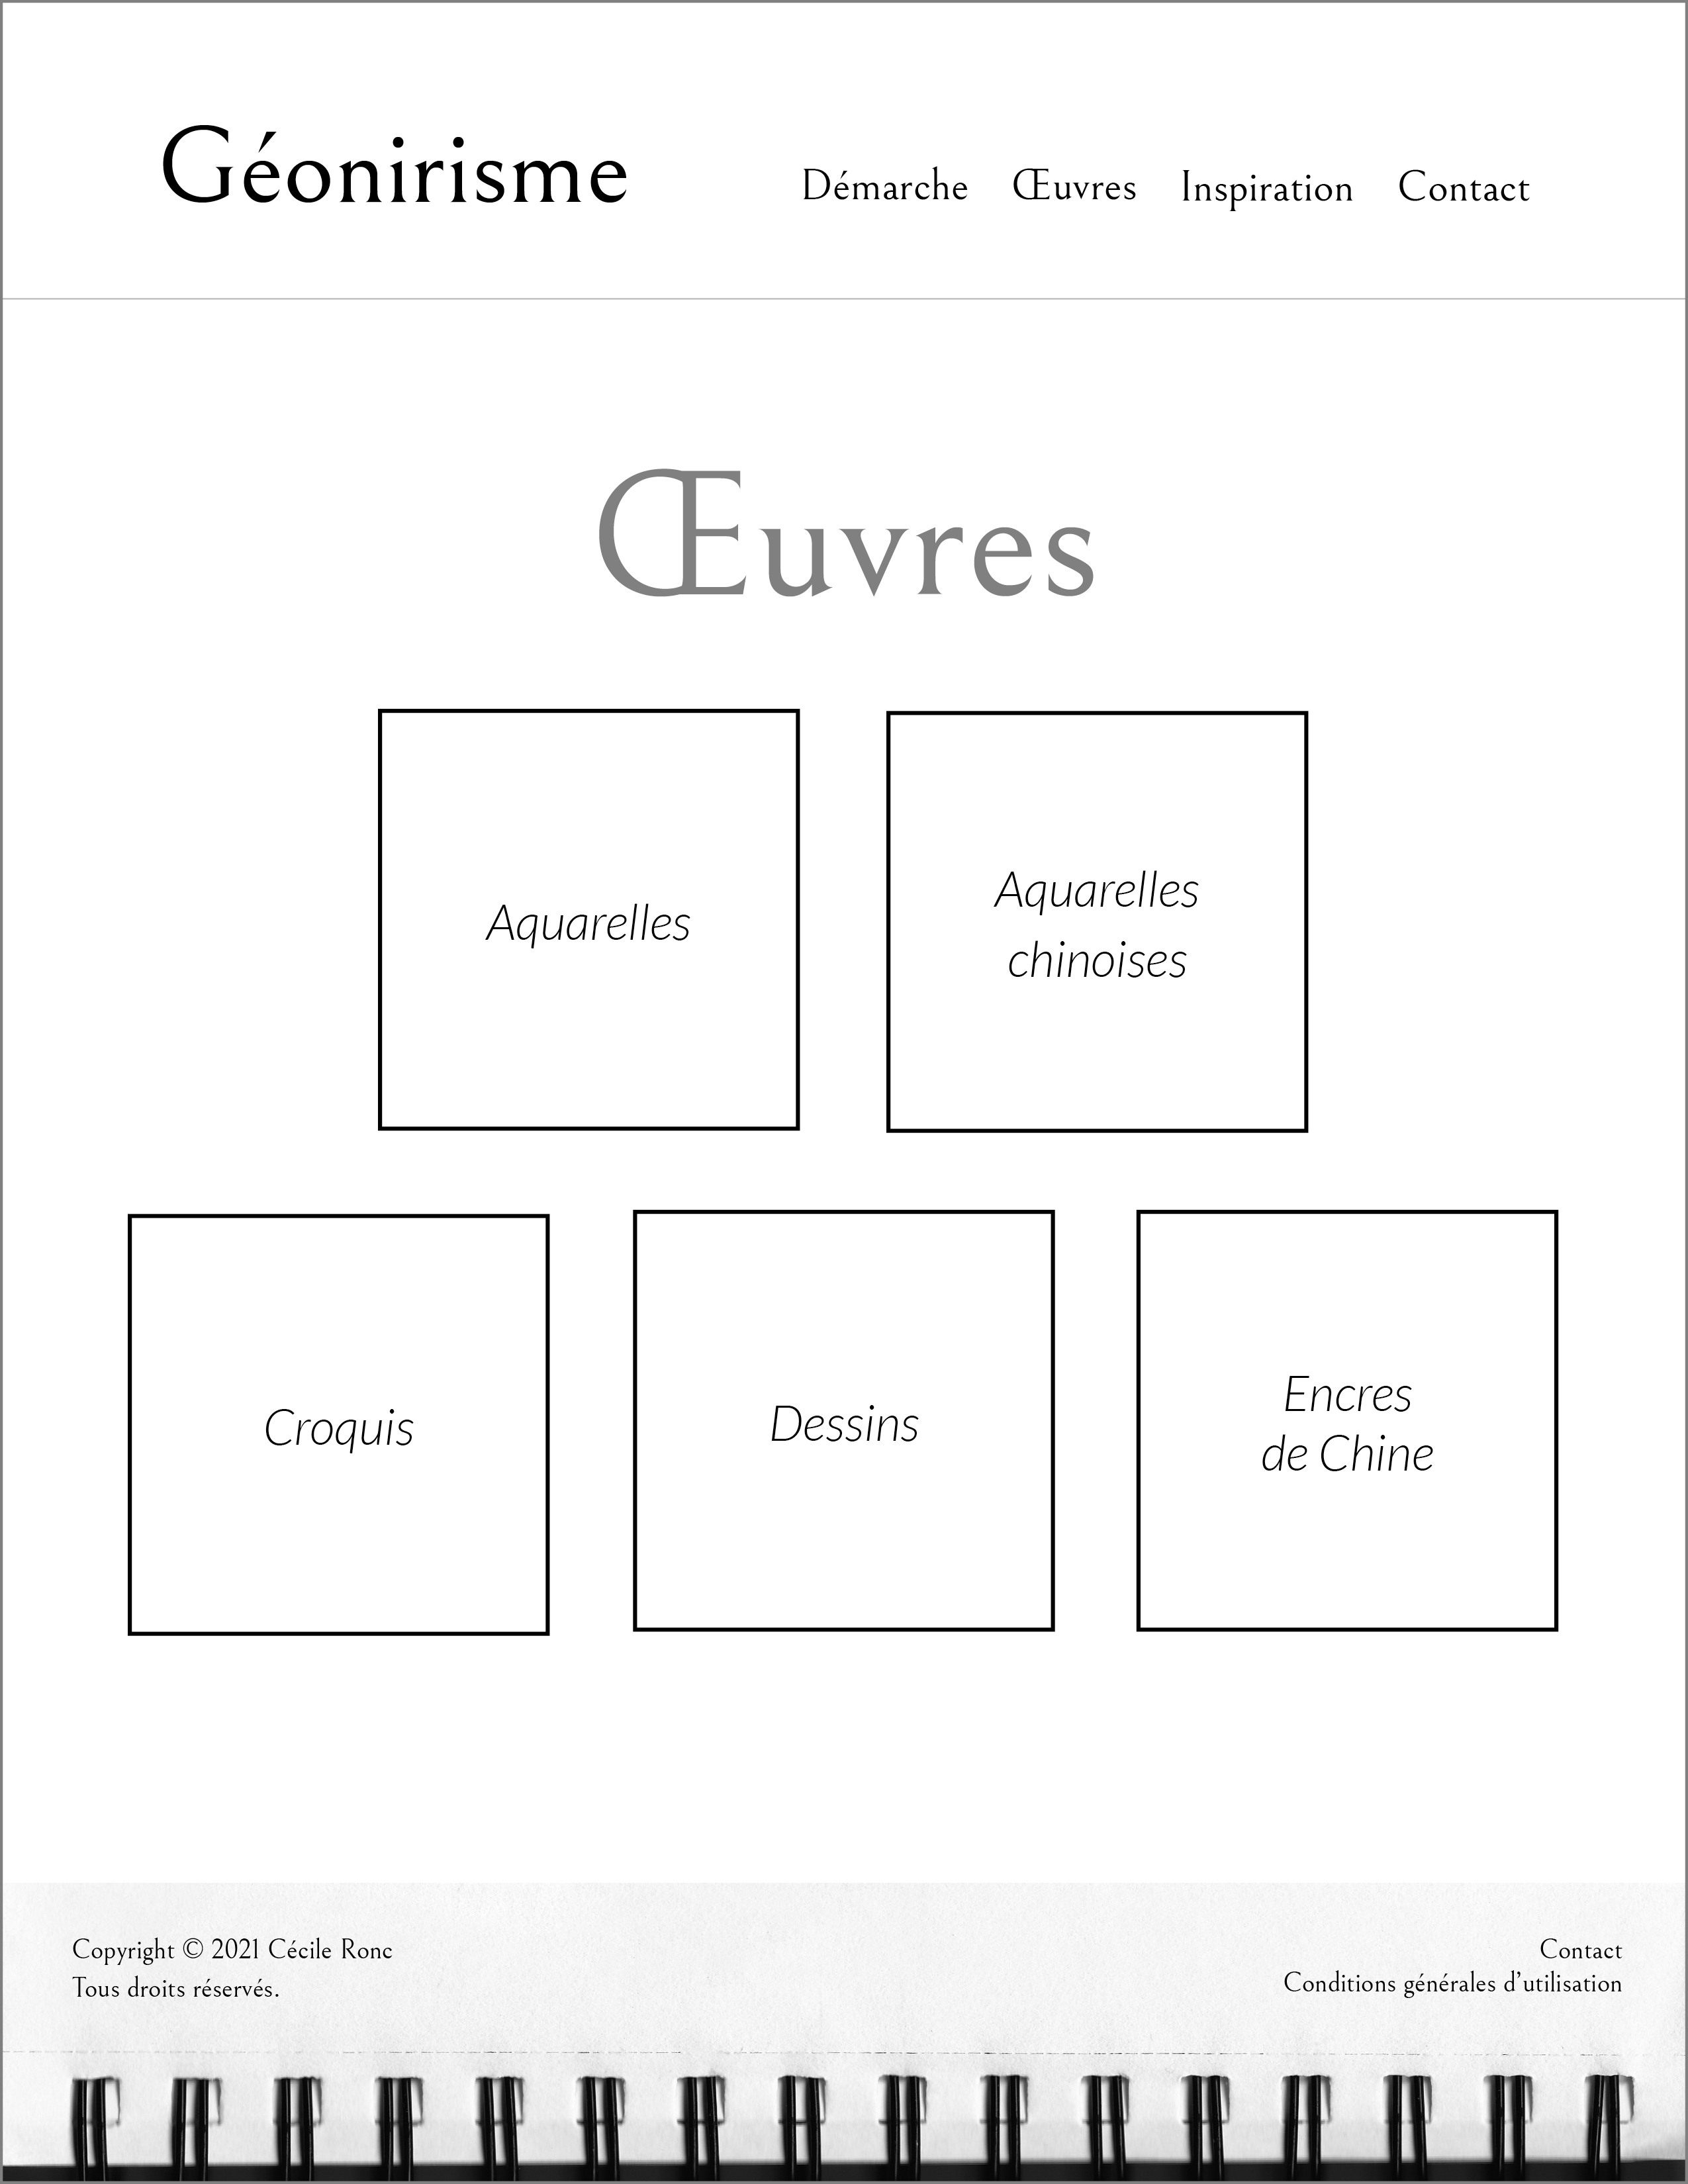 Géonirisme
Démarche Œuvres Inspiration Contact
Œuvres
Aquarelles
Aquarelles
chinoises
Croquis
Dessins
Encres
de Chine
Copyright © 2021 Cécile Ronc
Tous droits réservés.
Contact
Conditions générales d’utilisation